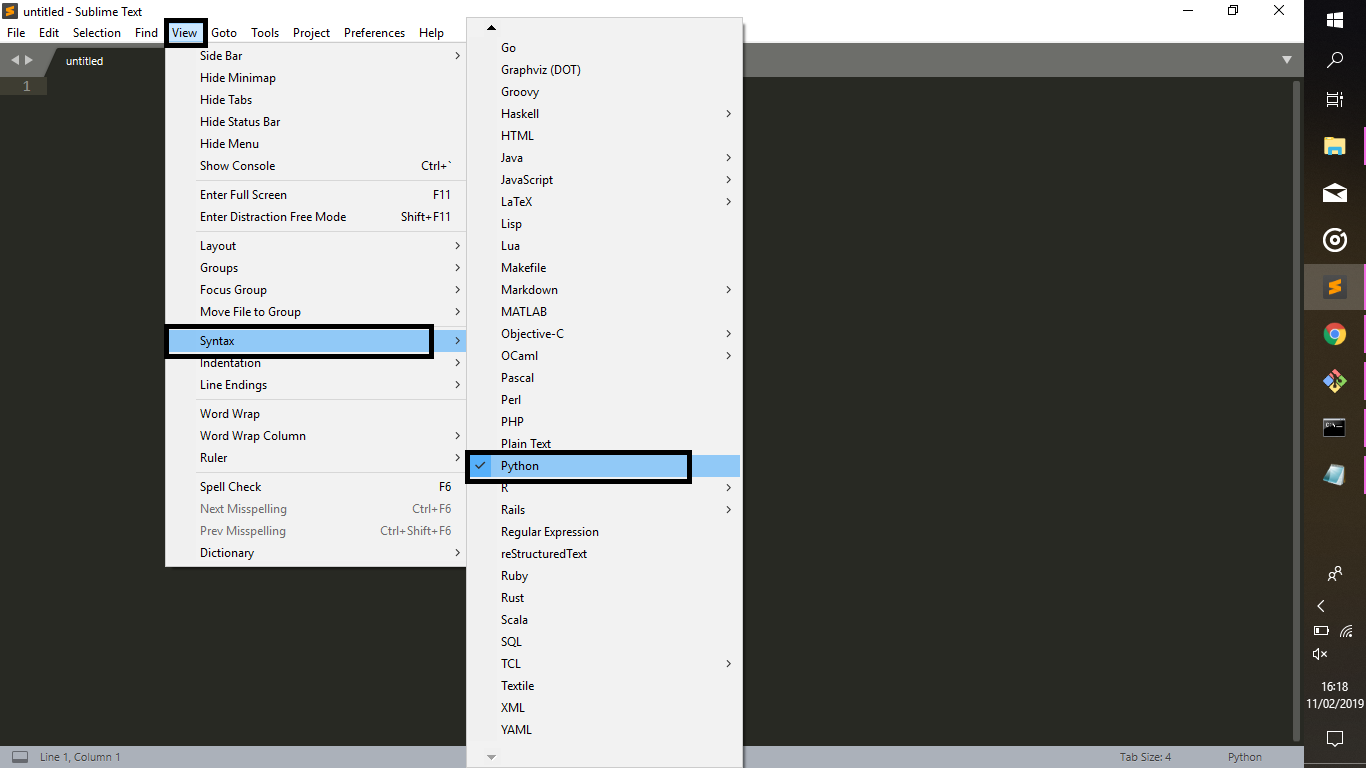 untitled - Sublime Text
File Edit Selection Find View Goto Tools Project Preferences Help
untitled
1
Side Bar
Hide Minimap
Hide Tabs
Hide Status Bar
Hide Menu
Show Console Ctrl+`
Enter Full Screen F11
Enter Distraction Free Mode Shift+F11
Layout
Groups
Focus Group
Move File to Group
Syntax
Indentation
Line Endings
Word Wrap
Word Wrap Column
Ruler
Spell Check F6
Next Misspelling Ctrl+F6
Prev Misspelling Ctrl+Shift+F6
Dictionary
Go
Graphviz (DOT)
Groovy
Haskell
HTML
Java
JavaScript
LaTeX
Lisp
Lua
Makefile
Markdown
MATLAB
Objective-C
OCaml
Pascal
Perl
PHP
Plain Text
Python
R
Rails
Regular Expression
reStructuredText
Ruby
Rust
Scala
SQL
TCL
Textile
XML
YAML
Line 1, Column 1
Tab Size: 4
Python
16:18
11/02/2019